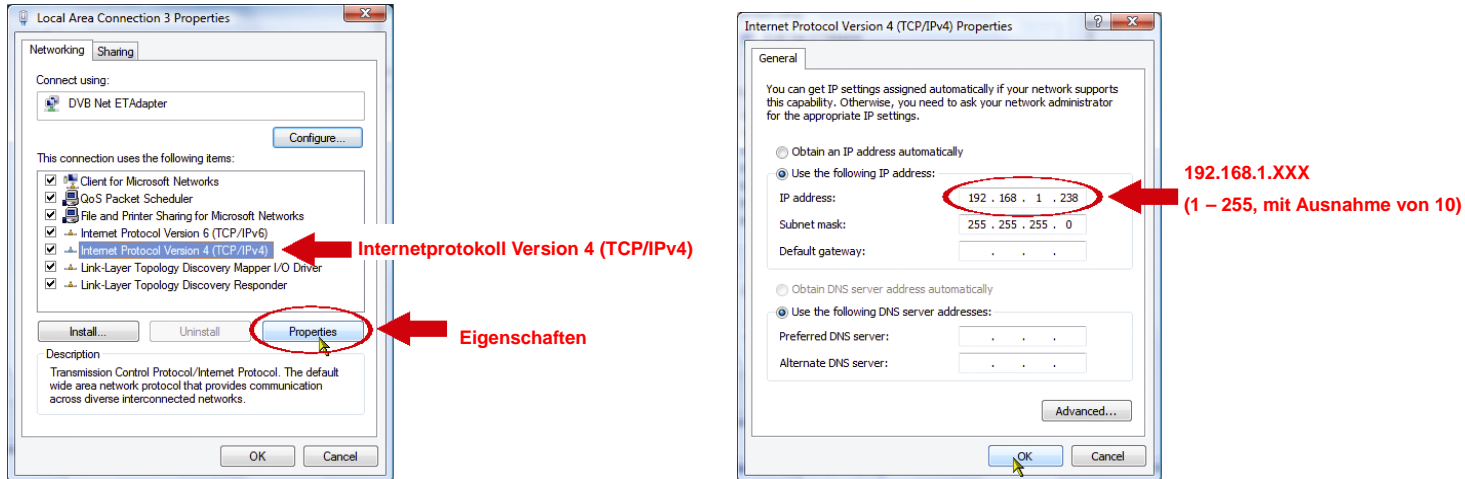 Local Area Connection 3 Properties
Networking Sharing
Connect using:
DVB Net ETAdapter
Configure...
This connection uses the following items:
Client for Microsoft Networks
QoS Packet Scheduler
File and Printer Sharing for Microsoft Networks
Internet Protocol Version 6 (TCP/IPv6)
Internet Protocol Version 4 (TCP/IPv4)
Link-Layer Topology Discovery Mapper I/O Driver
Link-Layer Topology Discovery Responder
Install... Uninstall Properties
Description
Transmission Control Protocol/Internet Protocol. The default
wide area network protocol that provides communication
across diverse interconnected networks.
OK Cancel
Internetprotokoll Version 4 (TCP/IPv4)
Eigenschaften
Internet Protocol Version 4 (TCP/IPv4) Properties
General
You can get IP settings assigned automatically if your network supports
this capability. Otherwise, you need to ask your network administrator
for the appropriate IP settings.
Obtain an IP address automatically
Use the following IP address:
IP address: 192 . 168 . 1 . 238
Subnet mask: 255 . 255 . 255 . 0
Default gateway: . . .
Obtain DNS server address automatically
Use the following DNS server addresses:
Preferred DNS server: . . .
Alternate DNS server: . . .
Advanced...
OK Cancel
192.168.1.XXX
(1 – 255, mit Ausnahme von 10)